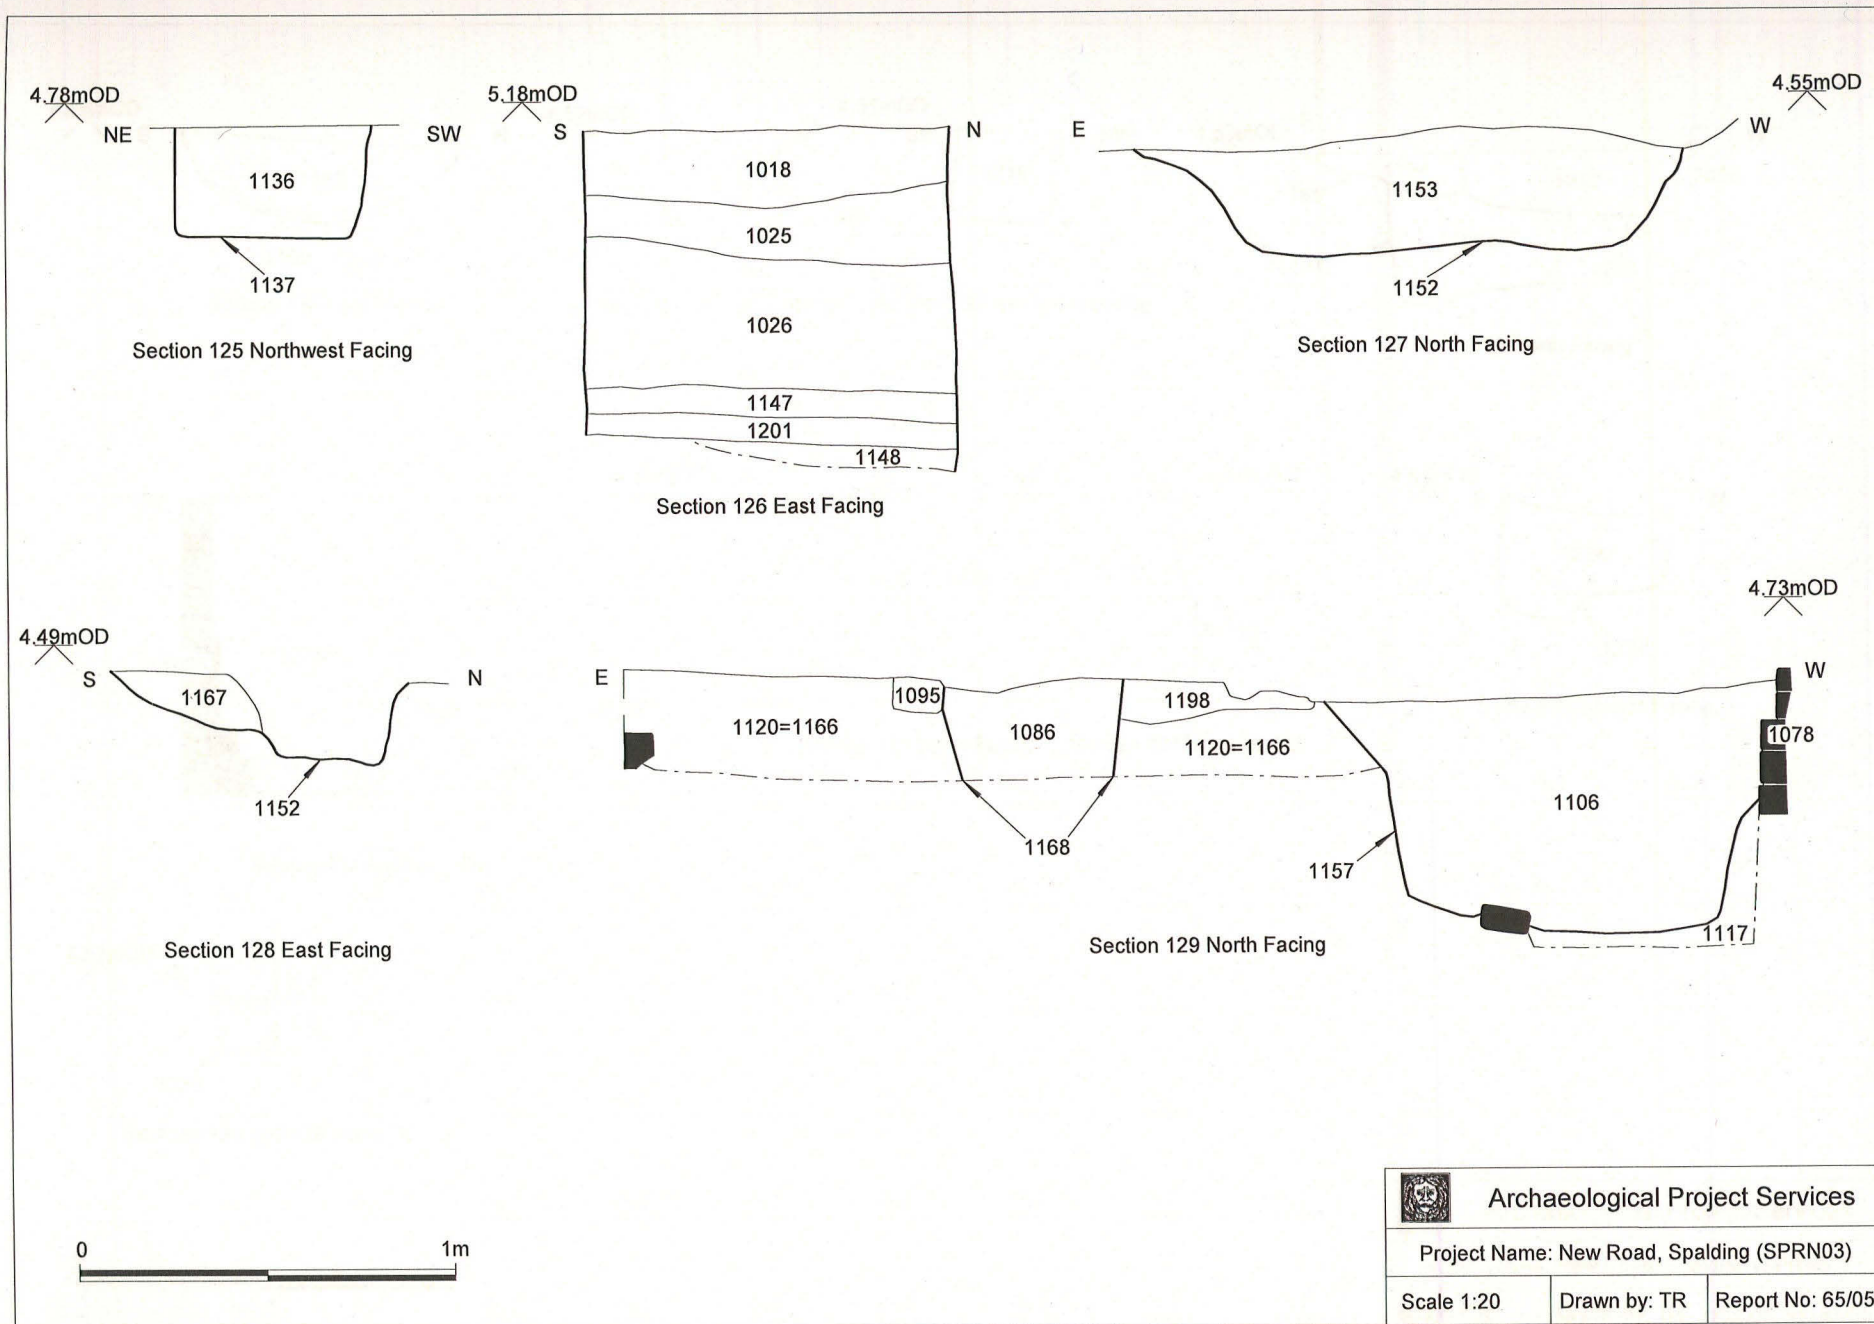 4.78mOD
NE SW
1136
1137
Section 125 Northwest Facing
5.18mOD
S N
1018
1025
1026
1147
1201
1148
Section 126 East Facing
4.55mOD
E W
1153
1152
Section 127 North Facing
4.49mOD
S N
1167
1152
Section 128 East Facing
4.73mOD
E W
1095
1198
1120=1166
1086
1120=1166
1078
1106
1168
1157
1117
Section 129 North Facing
0 1m
Archaeological Project Services
Project Name: New Road, Spalding (SPRN03)
Scale 1:20 Drawn by: TR Report No: 65/05